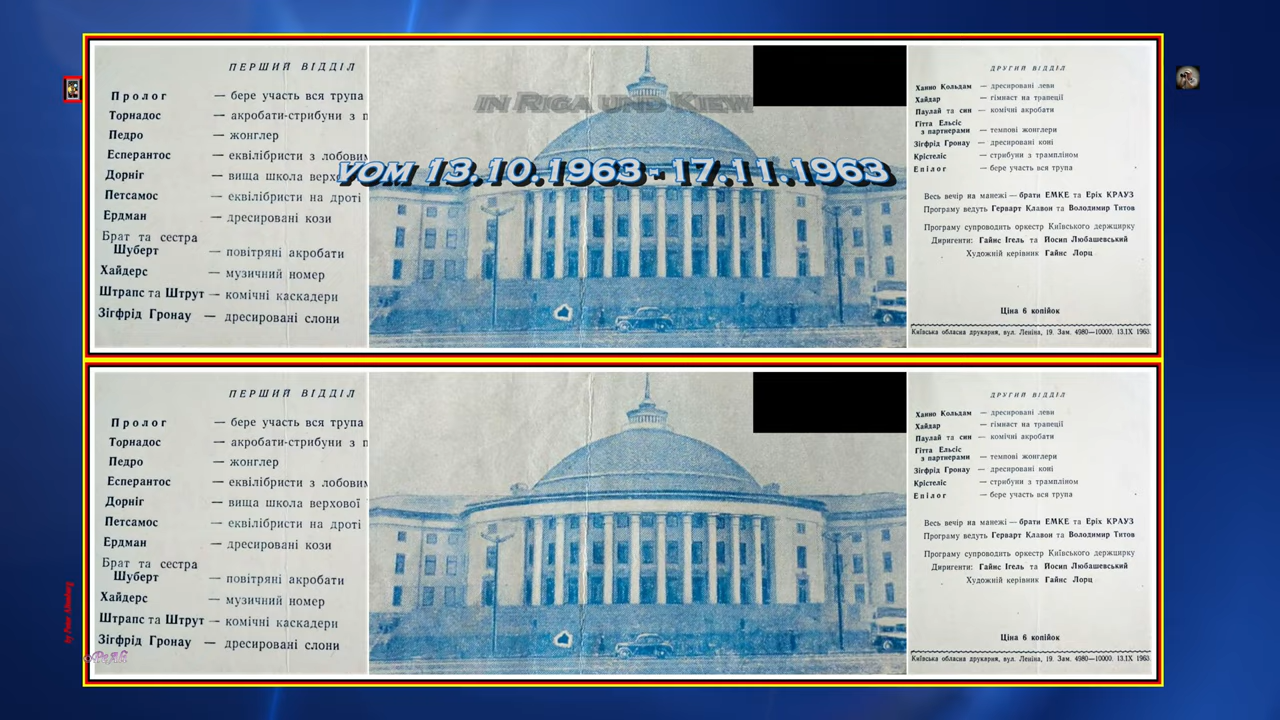 ПЕРШИЙ ВІДДІЛ
Пролог — бере участь вся трупа
Торнадос — акробати-стрибуни з п
Педро — жонглер
Есперантос — еквілібристи з лобовим
Дорніг — вища школа верхо
Петсамос — еквілібристи на дроті
Ердман — дресировані кози
Брат та сестра
Шуберт — повітряні акробати
Хайдерс — музичний номер
Штрапс та Штрут — комічні каскадери
Зігфрід Гронау — дресировані слони
IN RIGA UND KIEW
VOM 13.10.1963 - 17.11.1963
ДРУГИЙ ВІДДІЛ
Ханно Кольдам — дресировані леви
Хайдар — гімнаст на трапеції
Паулай та син — комічні акробати
Гітта Ельсіс
з партнерами — темпові жонглери
Зігфрід Гронау — дресировані коні
Крістеліс — стрибуни з трампліном
Епілог — бере участь вся трупа
Весь вечір на манежі — брати ЕМКЕ та Еріх КРАУЗ
Програму ведуть Герварт Клавон та Володимир Титов
Програму супроводить оркестр Київського держцирку
Диригенти: Гайнс Ігель та Йосип Любашевський
Художній керівник Гайнс Лорц
Ціна 6 копійок
Київська обласна друкарня, вул. Леніна, 19. Зам. 4980—10000. 13.IX 1963.
ПЕРШИЙ ВІДДІЛ
Пролог — бере участь вся трупа
Торнадос — акробати-стрибуни з п
Педро — жонглер
Есперантос — еквілібристи з лобовим
Дорніг — вища школа верхової
Петсамос — еквілібристи на дроті
Ердман — дресировані кози
Брат та сестра
Шуберт — повітряні акробати
Хайдерс — музичний номер
Штрапс та Штрут — комічні каскадери
Зігфрід Гронау — дресировані слони
ДРУГИЙ ВІДДІЛ
Ханно Кольдам — дресировані леви
Хайдар — гімнаст на трапеції
Паулай та син — комічні акробати
Гітта Ельсіс
з партнерами — темпові жонглери
Зігфрід Гронау — дресировані коні
Крістеліс — стрибуни з трампліном
Епілог — бере участь вся трупа
Весь вечір на манежі — брати ЕМКЕ та Еріх КРАУЗ
Програму ведуть Герварт Клавон та Володимир Титов
Програму супроводить оркестр Київського держцирку
Диригенти: Гайнс Ігель та Йосип Любашевський
Художній керівник Гайнс Лорц
Ціна 6 копійок
Київська обласна друкарня, вул. Леніна, 19. Зам. 4980—10000. 13.IX 1963.
by Peter